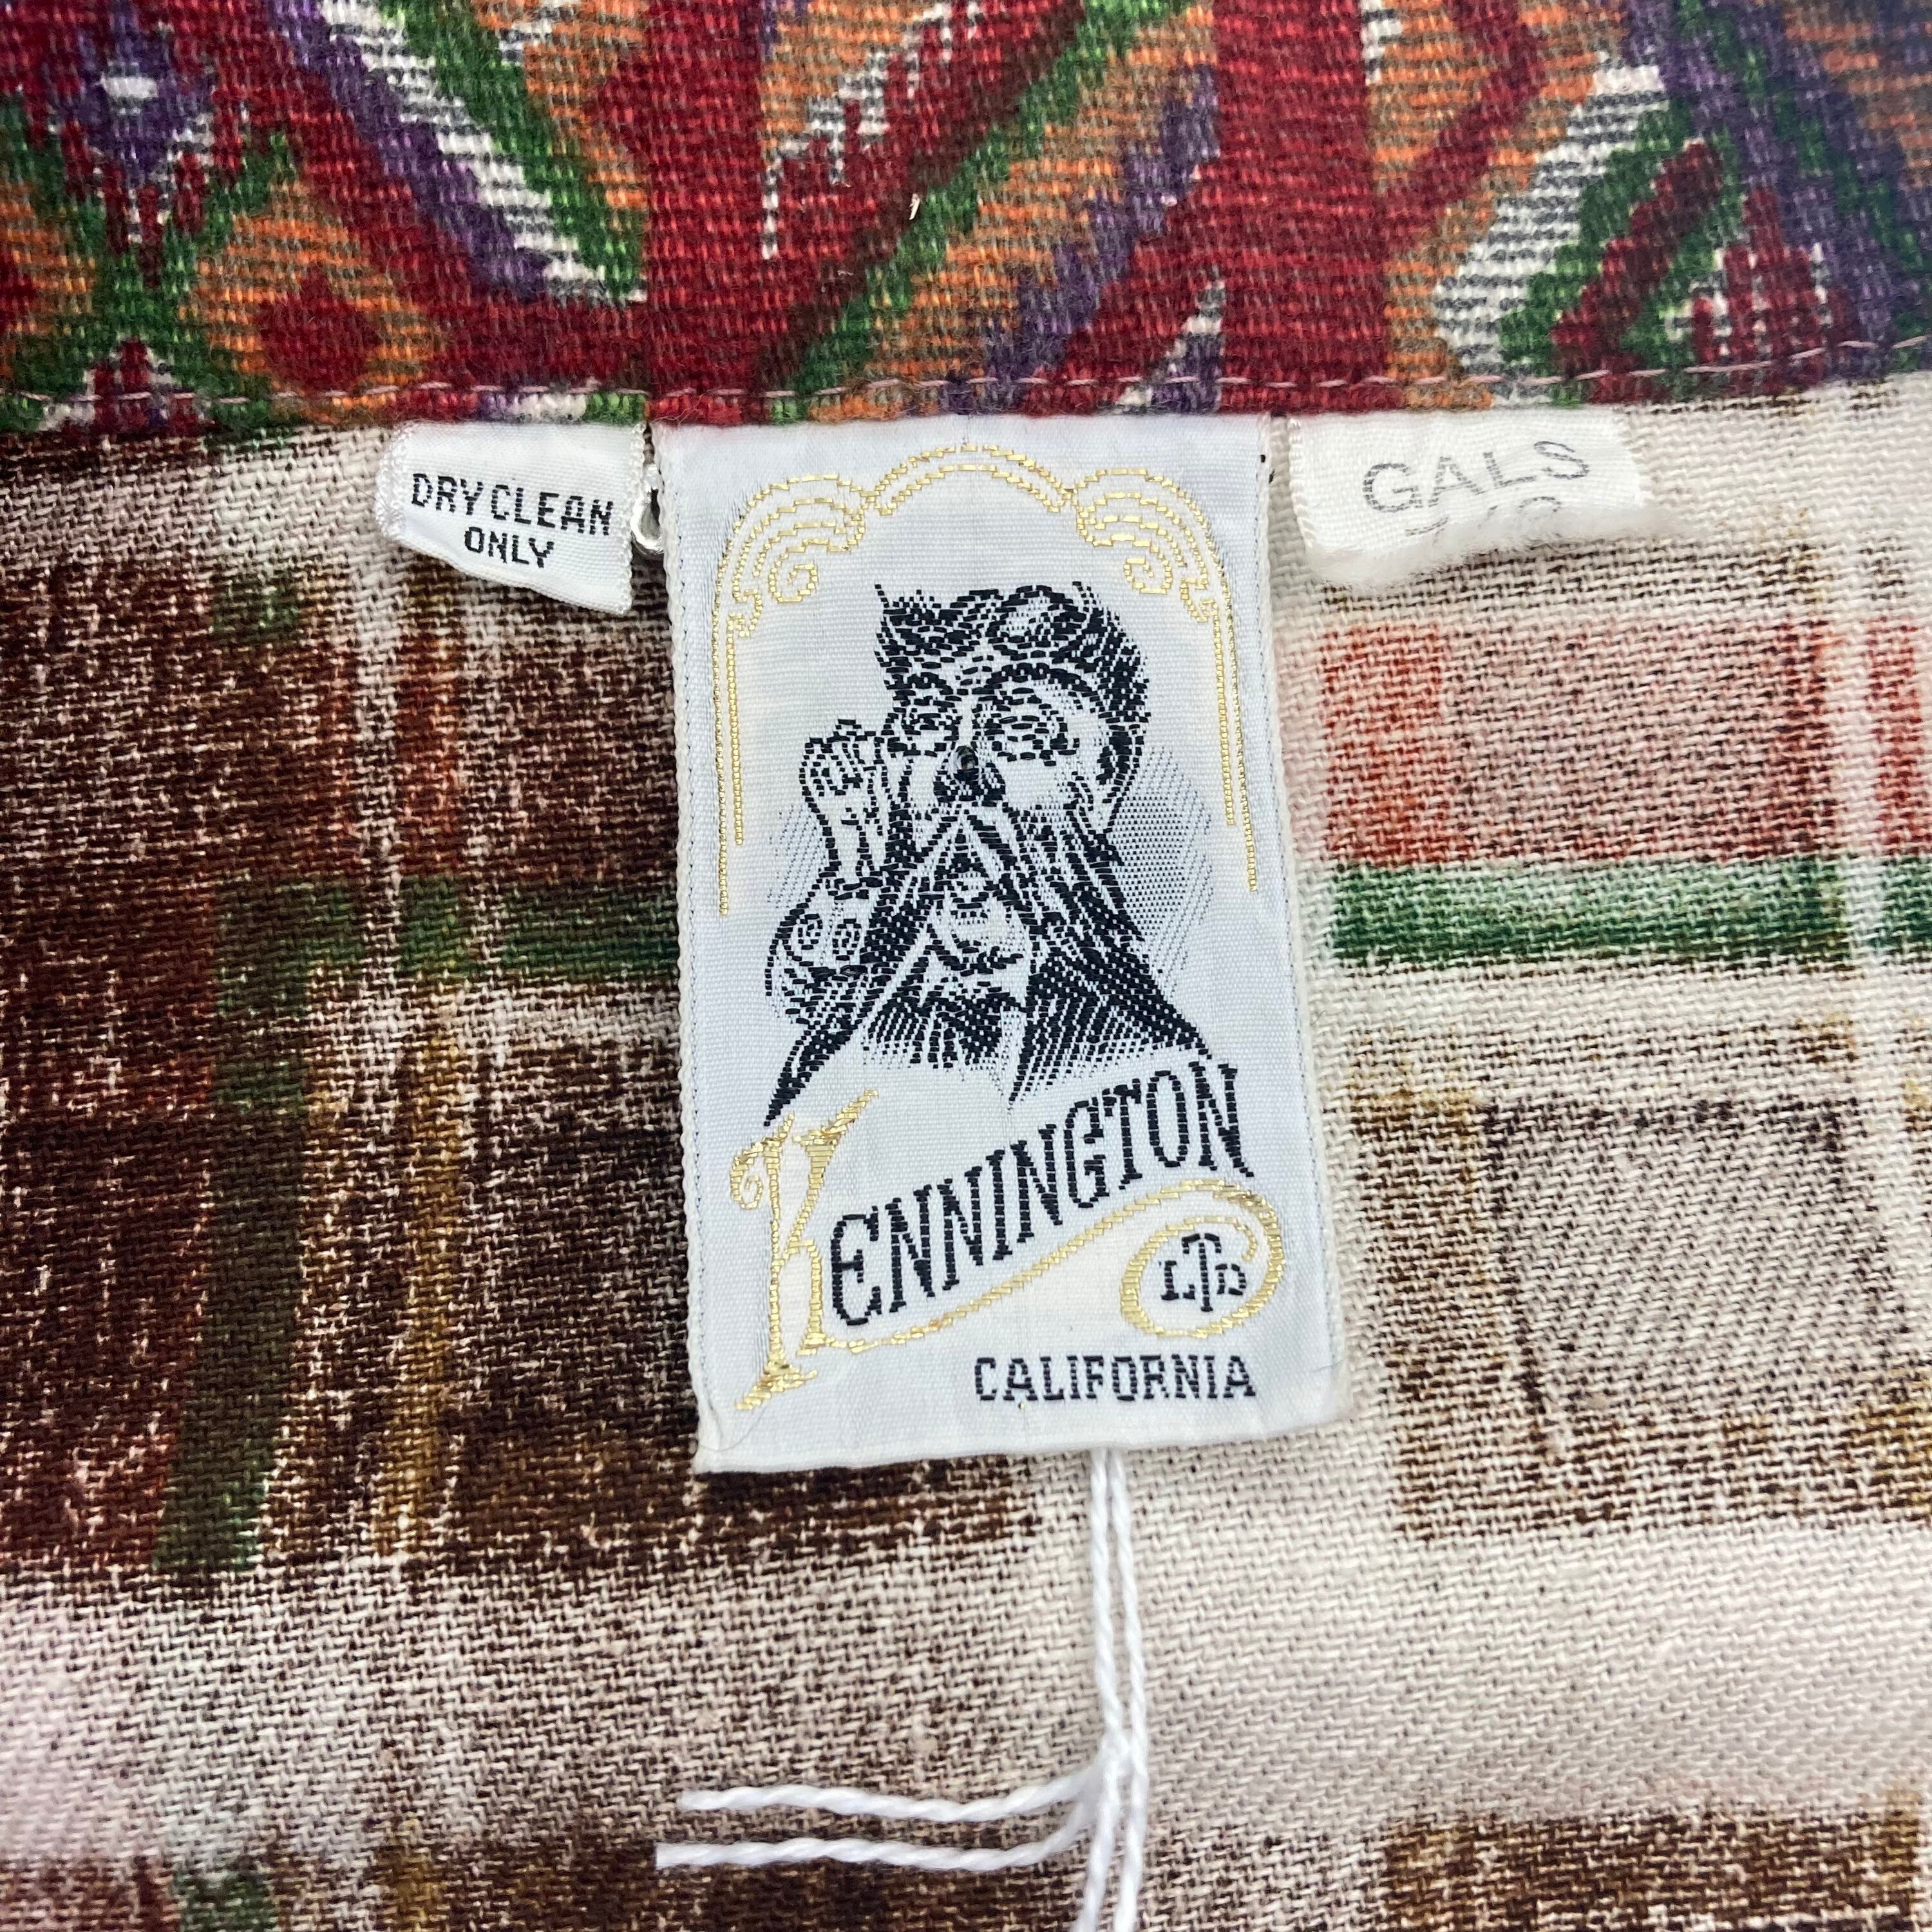 DRY CLEAN
ONLY
GALS
KENNINGTON
LTD
CALIFORNIA